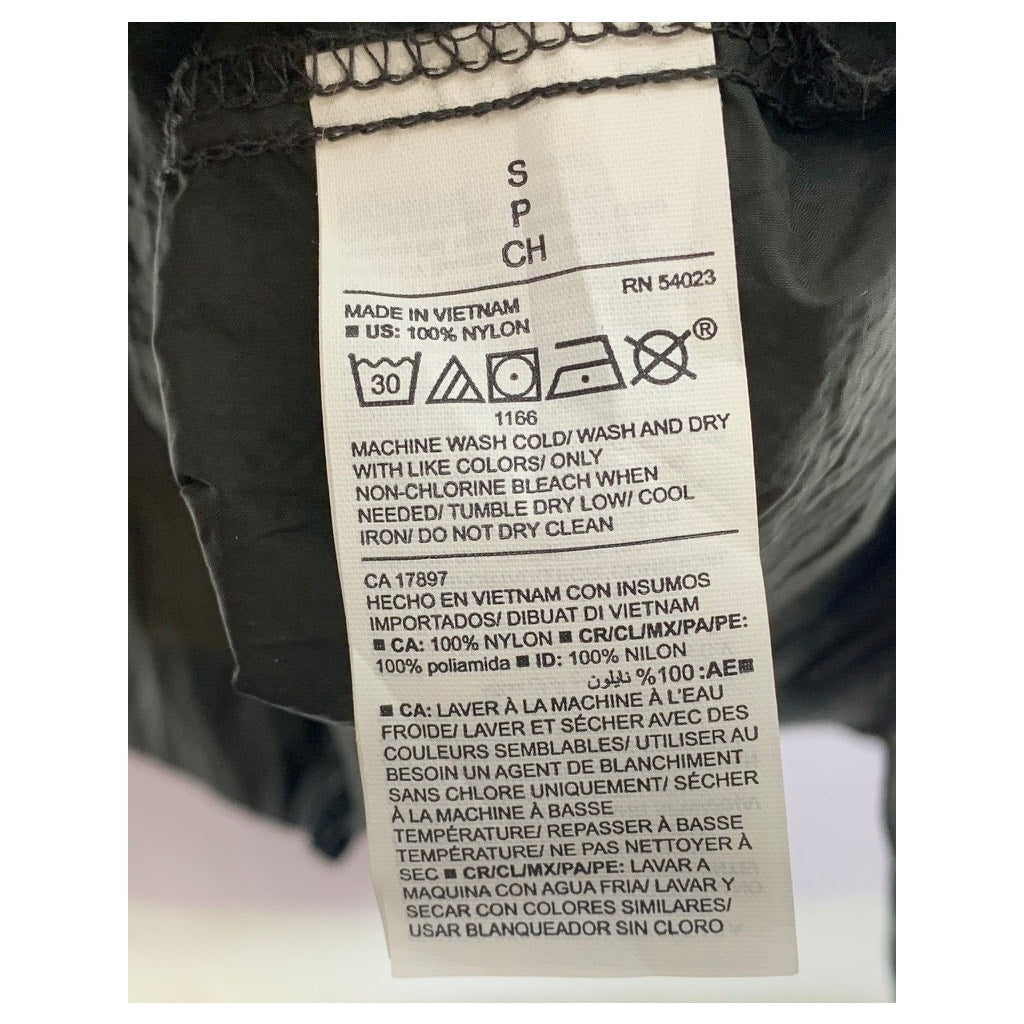 S
P
CH
RN 54023
MADE IN VIETNAM
■ US: 100% NYLON
30
®
1166
MACHINE WASH COLD/ WASH AND DRY
WITH LIKE COLORS/ ONLY
NON-CHLORINE BLEACH WHEN
NEEDED/ TUMBLE DRY LOW/ COOL
IRON/ DO NOT DRY CLEAN
CA 17897
HECHO EN VIETNAM CON INSUMOS
IMPORTADOS/ DIBUAT DI VIETNAM
■ CA: 100% NYLON ■ CR/CL/MX/PA/PE:
100% poliamida ■ ID: 100% NILON
■AE: 100% نايلون
■ CA: LAVER À LA MACHINE À L'EAU
FROIDE/ LAVER ET SÉCHER AVEC DES
COULEURS SEMBLABLES/ UTILISER AU
BESOIN UN AGENT DE BLANCHIMENT
SANS CHLORE UNIQUEMENT/ SÉCHER
À LA MACHINE À BASSE
TEMPÉRATURE/ REPASSER À BASSE
TEMPÉRATURE/ NE PAS NETTOYER À
SEC ■ CR/CL/MX/PA/PE: LAVAR A
MAQUINA CON AGUA FRIA/ LAVAR Y
SECAR CON COLORES SIMILARES/
USAR BLANQUEADOR SIN CLORO